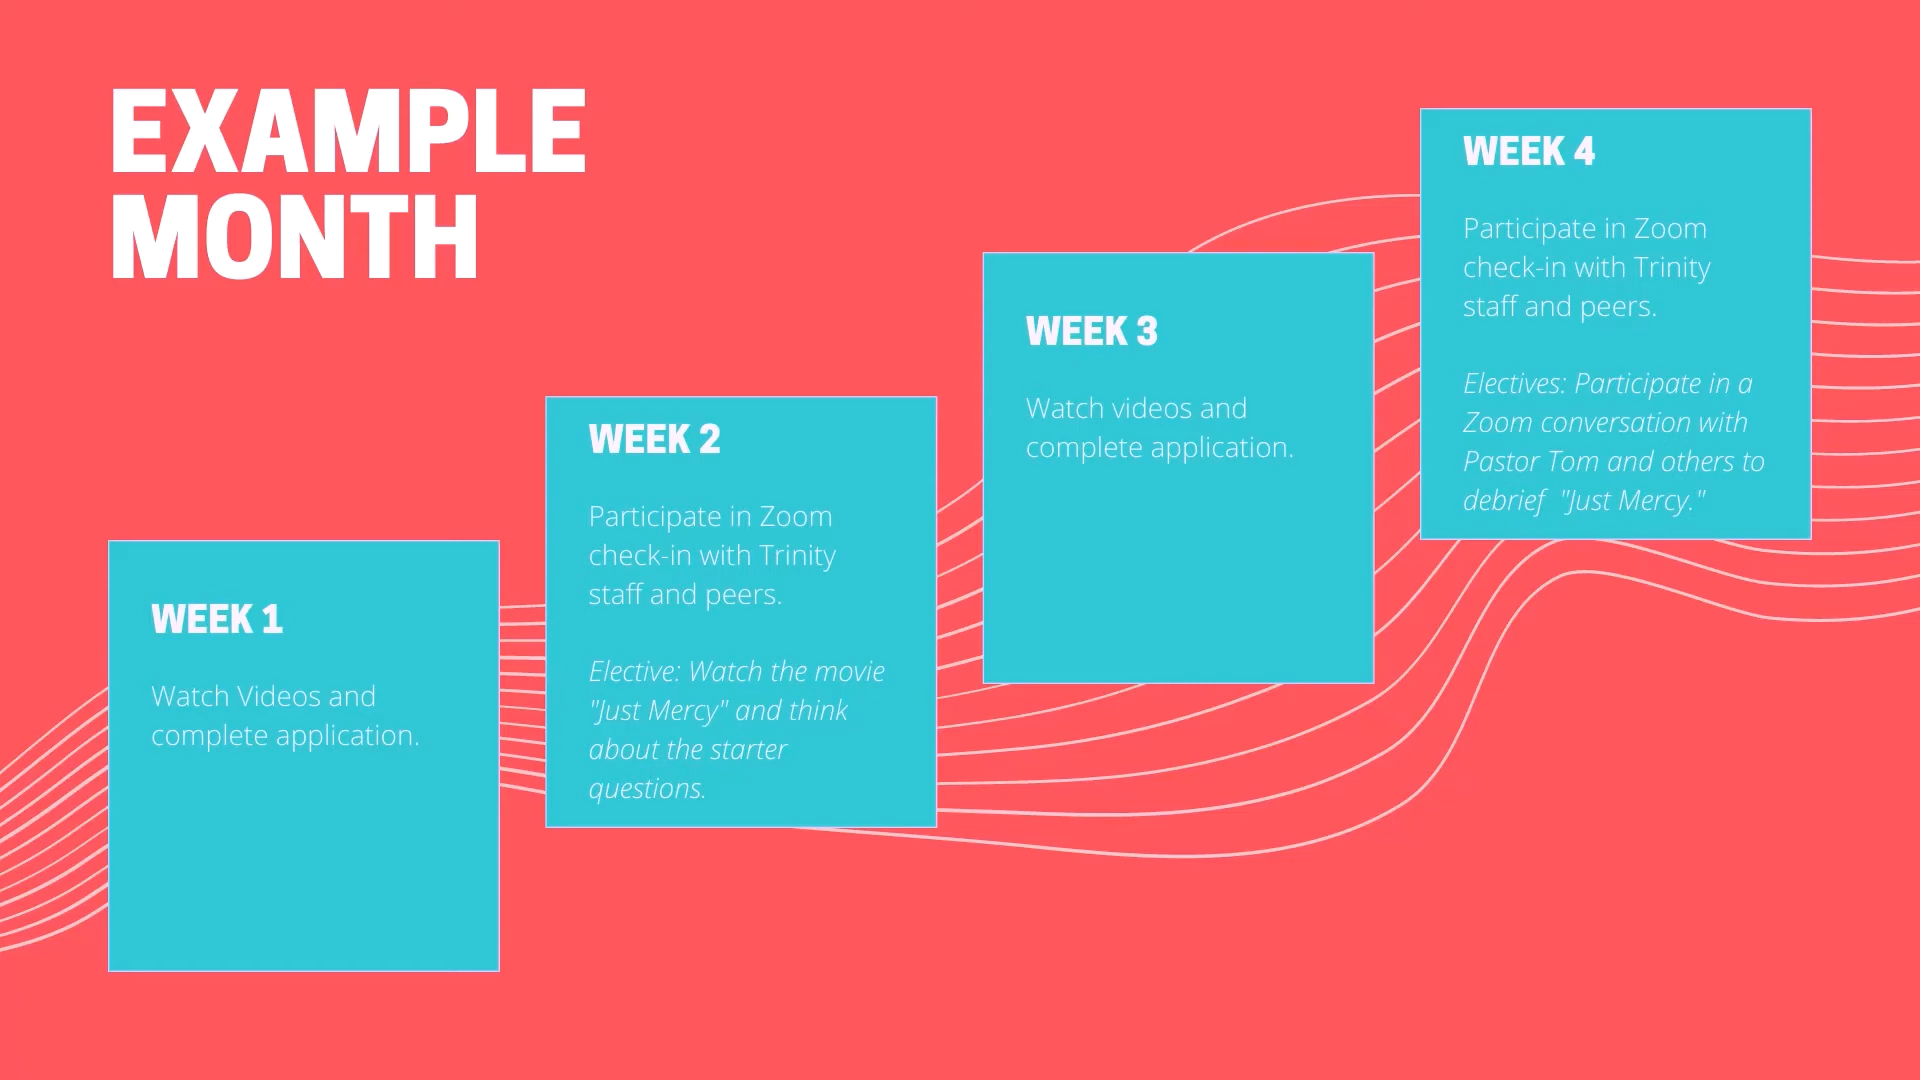 EXAMPLE
MONTH
WEEK 1
Watch Videos and
complete application.
WEEK 2
Participate in Zoom
check-in with Trinity
staff and peers.
Elective: Watch the movie
"Just Mercy" and think
about the starter
questions.
WEEK 3
Watch videos and
complete application.
WEEK 4
Participate in Zoom
check-in with Trinity
staff and peers.
Electives: Participate in a
Zoom conversation with
Pastor Tom and others to
debrief  "Just Mercy."